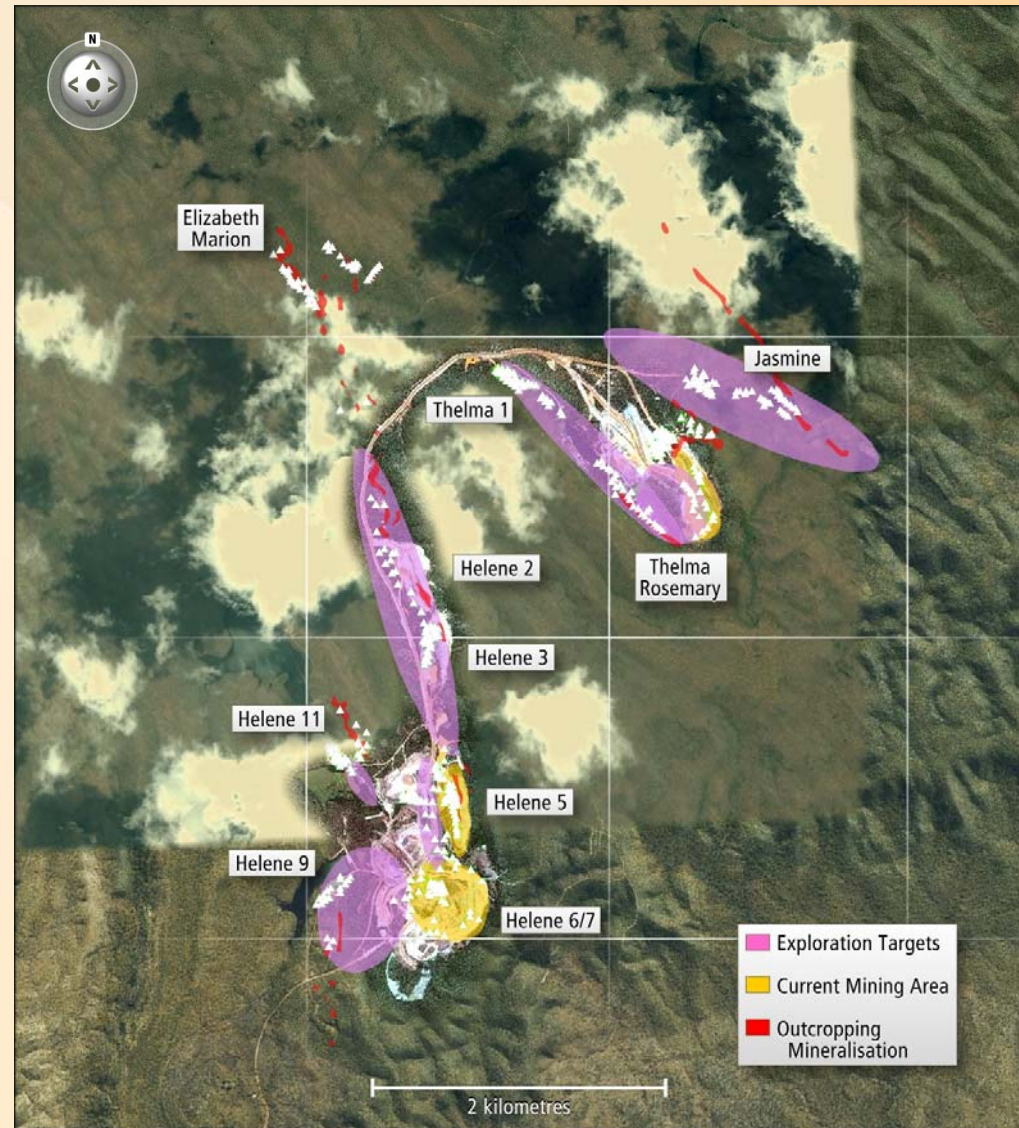 N
Elizabeth
Marion
Jasmine
Thelma 1
Helene 2
Thelma
Rosemary
Helene 3
Helene 11
Helene 5
Helene 9
Helene 6/7
Exploration Targets
Current Mining Area
Outcropping
Mineralisation
2 kilometres